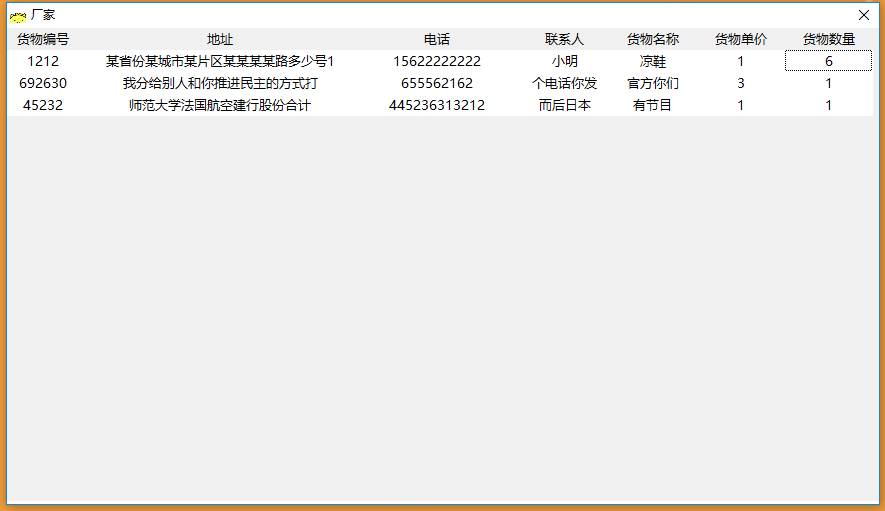 厂家
货物编号 地址 电话 联系人 货物名称 货物单价 货物数量
1212 某省份某城市某片区某某某某路多少号1 15622222222 小明 凉鞋 1 6
692630 我分给别人和你推进民主的方式打 655562162 个电话你发 官方你们 3 1
45232 师范大学法国航空建行股份合计 445236313212 而后日本 有节目 1 1